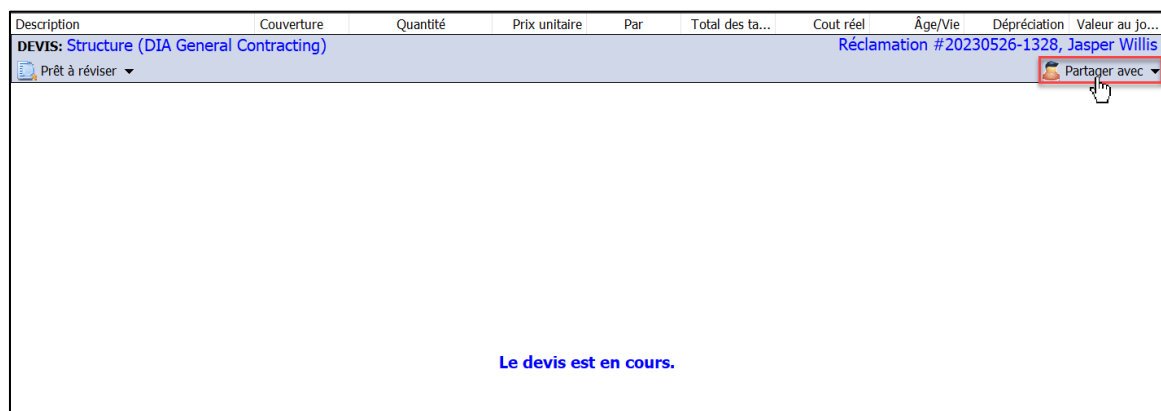 Description Couverture Quantité Prix unitaire Par Total des ta... Cout réel Âge/Vie Dépréciation Valeur au jo...
DEVIS: Structure (DIA General Contracting) Réclamation #20230526-1328, Jasper Willis
Prêt à réviser Partager avec
Le devis est en cours.